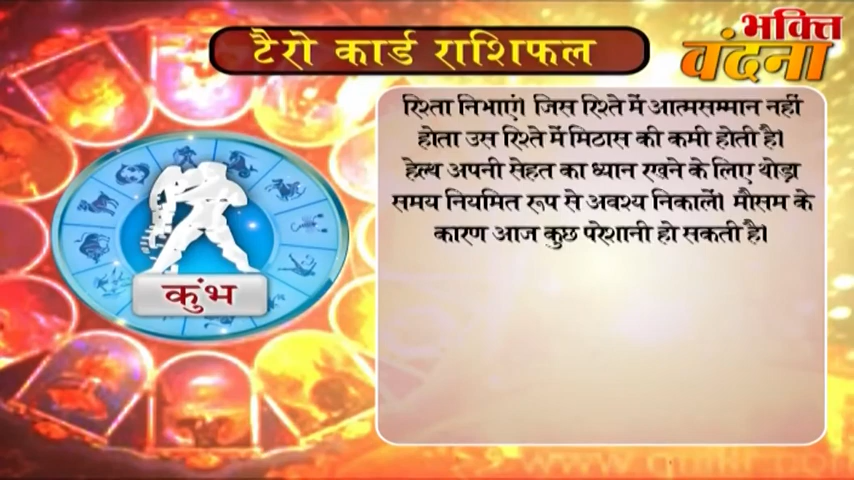 टैरो कार्ड राशिफल
भक्ति
वंदना
रिश्ता निभाएं। जिस रिश्ते में आत्मसम्मान नहीं
होता उस रिश्ते में मिठास की कमी होती है।
हेल्थ अपनी सेहत का ध्यान रखने के लिए थोड़ा
समय नियमित रूप से अवश्य निकालें। मौसम के
कारण आज कुछ परेशानी हो सकती है।
कुंभ